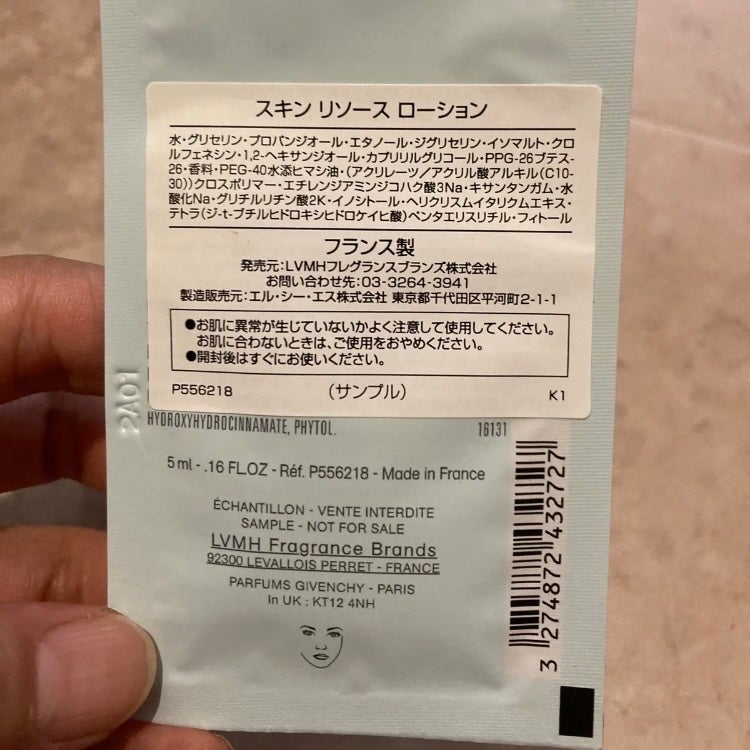 スキン リソース ローション
水・グリセリン・プロパンジオール・エタノール・ジグリセリン・イソマルト・クロ
ルフェネシン・1,2-ヘキサンジオール・カプリリルグリコール・PPG-26ブテス-
26・香料・PEG-40水添ヒマシ油・(アクリレーツ/アクリル酸アルキル(C10-
30))クロスポリマー・エチレンジアミンジコハク酸3Na・キサンタンガム・水
酸化Na・グリチルリチン酸2K・イノシトール・ヘリクリスムイタリクムエキス・
テトラ(ジ-t-ブチルヒドロキシヒドロケイヒ酸)ペンタエリスリチル・フィトール
フランス製
発売元:LVMHフレグランスブランズ株式会社
お問い合わせ先:03-3264-3941
製造販売元:エル・シー・エス株式会社 東京都千代田区平河町2-1-1
●お肌に異常が生じていないかよく注意して使用してください。
お肌に合わないときは、ご使用をおやめください。
●開封後はすぐにお使いください。
P556218 (サンプル) K1
2A01
HYDROXYHYDROCINNAMATE, PHYTOL. 16131
5 ml - .16 FL.OZ - Réf. P556218 - Made in France
ÉCHANTILLON - VENTE INTERDITE
SAMPLE - NOT FOR SALE
LVMH Fragrance Brands
92300 LEVALLOIS PERRET - FRANCE
PARFUMS GIVENCHY - PARIS
In UK : KT12 4NH
3 274872 432727